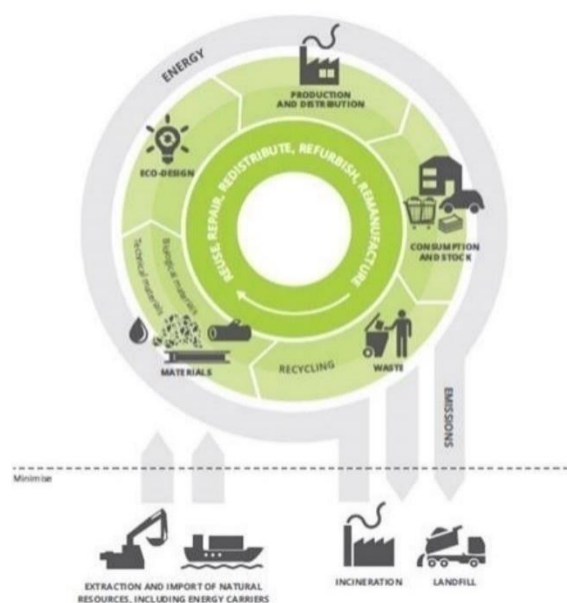 ENERGY
PRODUCTION
AND DISTRIBUTION
ECO-DESIGN
REUSE, REPAIR, REDISTRIBUTE, REFURBISH, REMANUFACTURE
CONSUMPTION
AND STOCK
Technical materials
Biological materials
MATERIALS
RECYCLING
WASTE
EMISSIONS
Minimise
EXTRACTION AND IMPORT OF NATURAL
RESOURCES, INCLUDING ENERGY CARRIERS
INCINERATION
LANDFILL